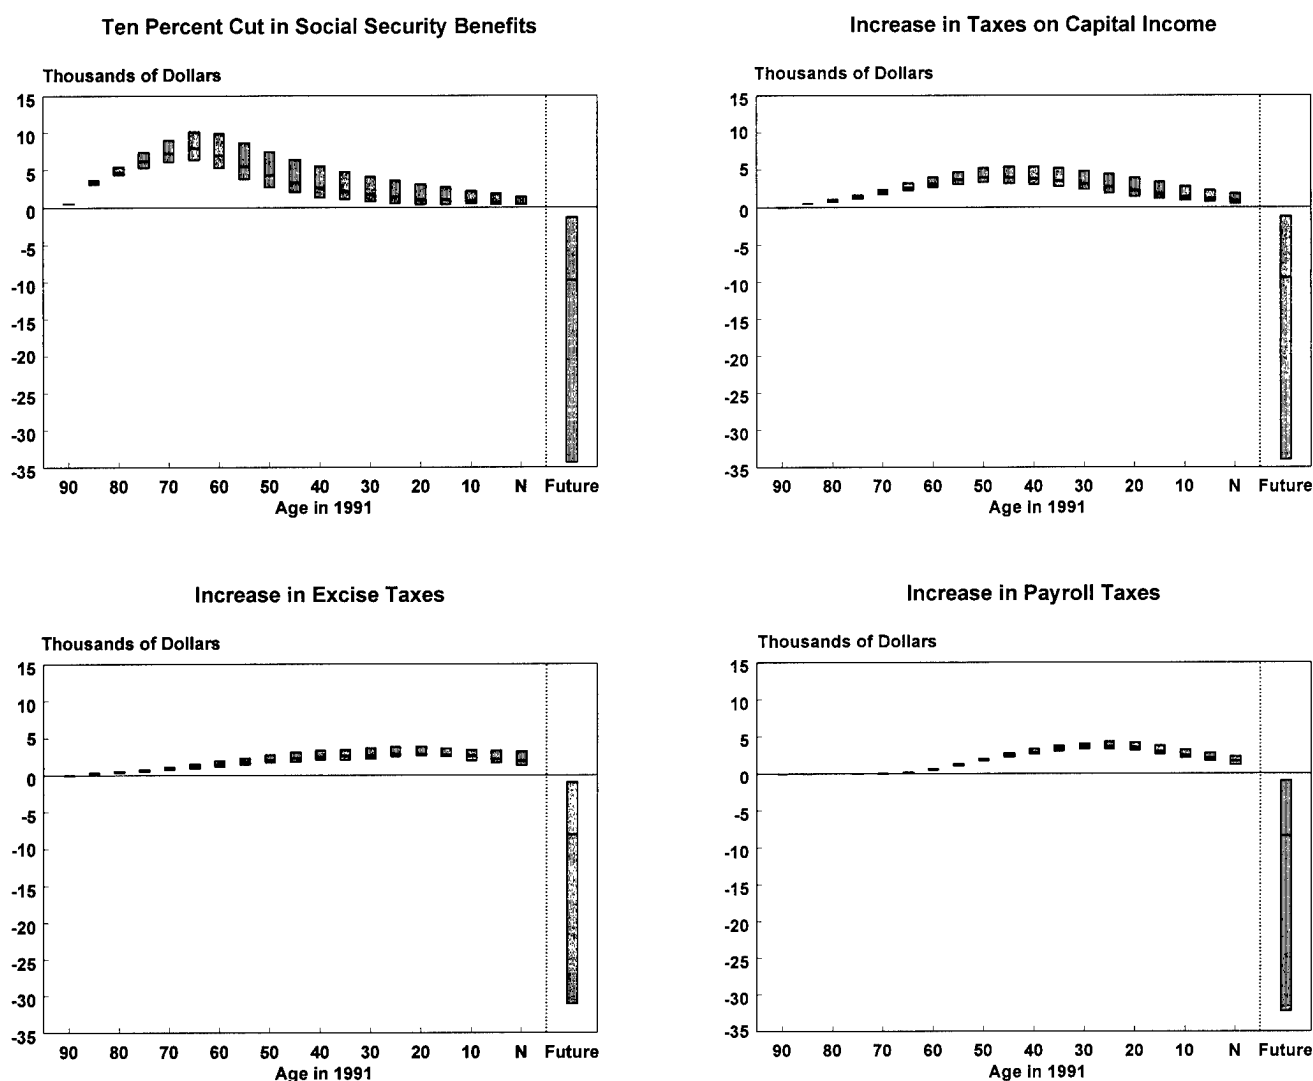 Ten Percent Cut in Social Security Benefits
Thousands of Dollars
15
10
5
0
-5
-10
-15
-20
-25
-30
-35
90 80 70 60 50 40 30 20 10 N Future
Age in 1991
Increase in Taxes on Capital Income
Thousands of Dollars
15
10
5
0
-5
-10
-15
-20
-25
-30
-35
90 80 70 60 50 40 30 20 10 N Future
Age in 1991
Increase in Excise Taxes
Thousands of Dollars
15
10
5
0
-5
-10
-15
-20
-25
-30
-35
90 80 70 60 50 40 30 20 10 N Future
Age in 1991
Increase in Payroll Taxes
Thousands of Dollars
15
10
5
0
-5
-10
-15
-20
-25
-30
-35
90 80 70 60 50 40 30 20 10 N Future
Age in 1991